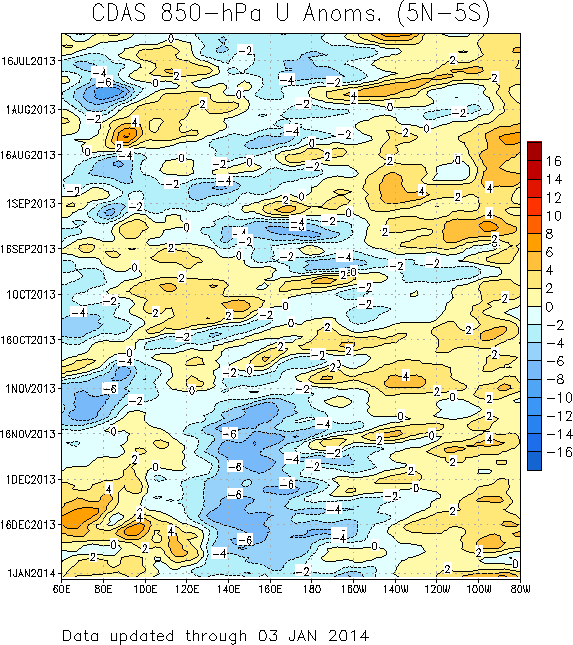 CDAS 850-hPa U Anoms. (5N-5S)
16JUL2013
1AUG2013
16AUG2013
1SEP2013
16SEP2013
1OCT2013
16OCT2013
1NOV2013
16NOV2013
1DEC2013
16DEC2013
1JAN2014
60E 80E 100E 120E 140E 160E 180 160W 140W 120W 100W 80W
16
14
12
10
8
6
4
2
0
-2
-4
-6
-8
-10
-12
-14
-16
Data updated through 03 JAN 2014